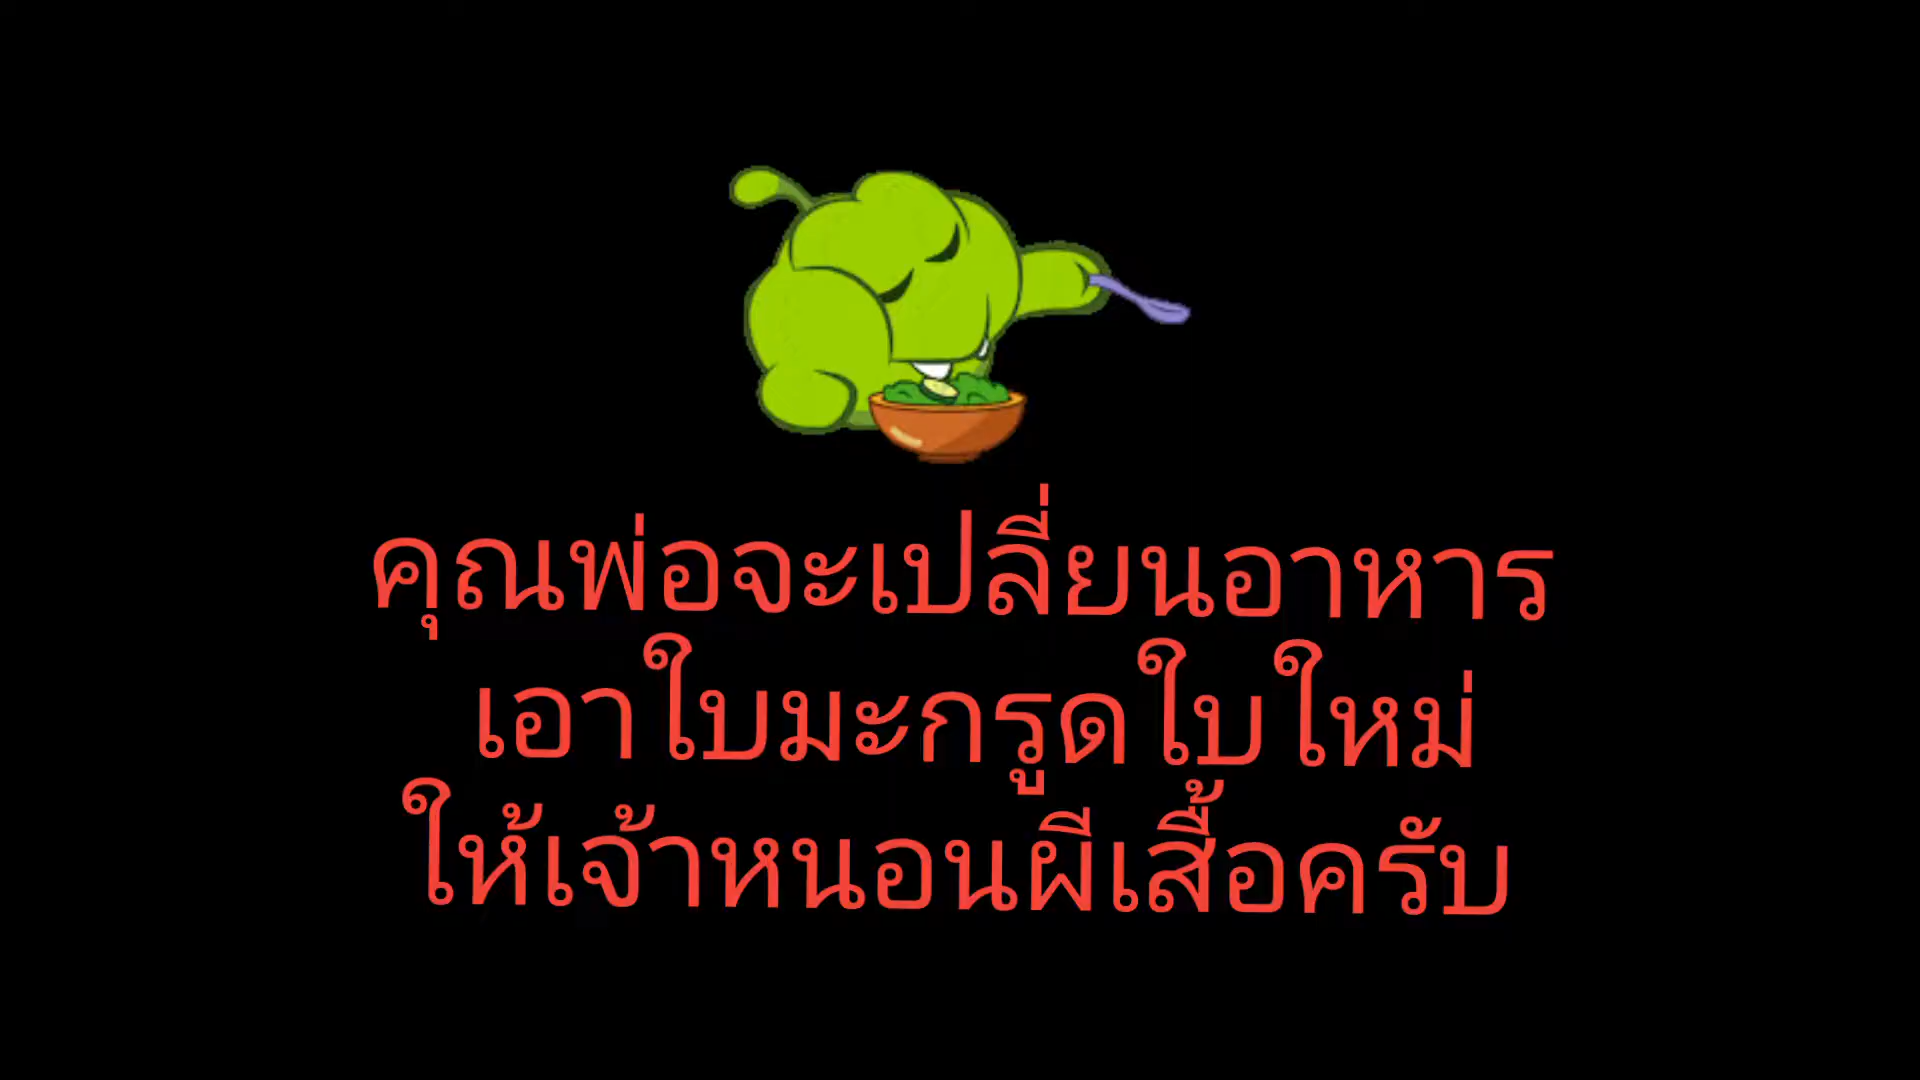 คุณพ่อจะเปลี่ยนอาหาร
เอาใบมะกรูดใบใหม่
ให้เจ้าหนอนผีเสื้อครับ